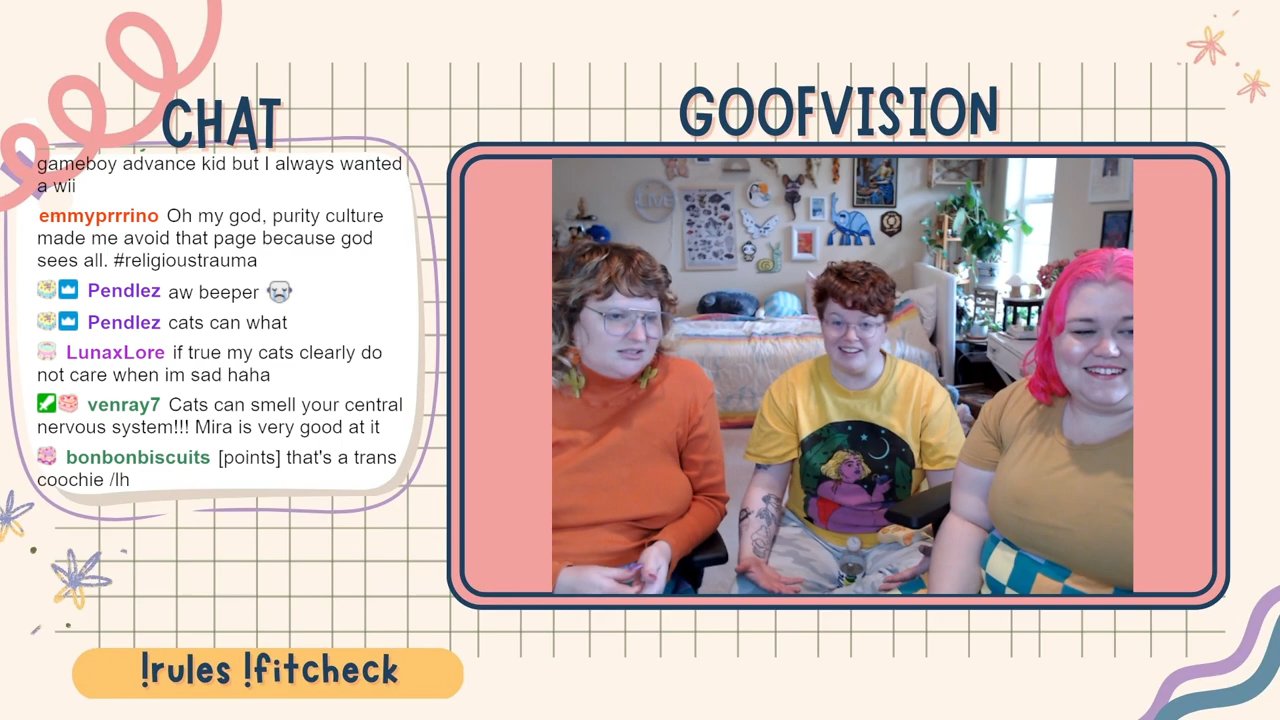 CHAT
GOOFVISION
gameboy advance kid but I always wanted
a wii
emmyprrrino Oh my god, purity culture
made me avoid that page because god
sees all. #religioustrauma
Pendlez aw beeper
Pendlez cats can what
LunaxLore if true my cats clearly do
not care when im sad haha
venray7 Cats can smell your central
nervous system!!! Mira is very good at it
bonbonbiscuits [points] that's a trans
coochie /lh
!rules !fitcheck